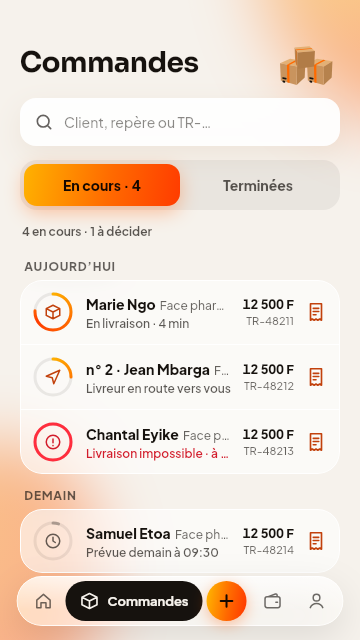 Commandes
Client, repère ou TR-…
En cours · 4
Terminées
4 en cours · 1 à décider
AUJOURD'HUI
Marie Ngo Face phar… 12 500 F
En livraison · 4 min TR-48211
n° 2 · Jean Mbarga F… 12 500 F
Livreur en route vers vous TR-48212
Chantal Eyike Face p… 12 500 F
Livraison impossible · à … TR-48213
DEMAIN
Samuel Etoa Face ph… 12 500 F
Prévue demain à 09:30 TR-48214
Commandes